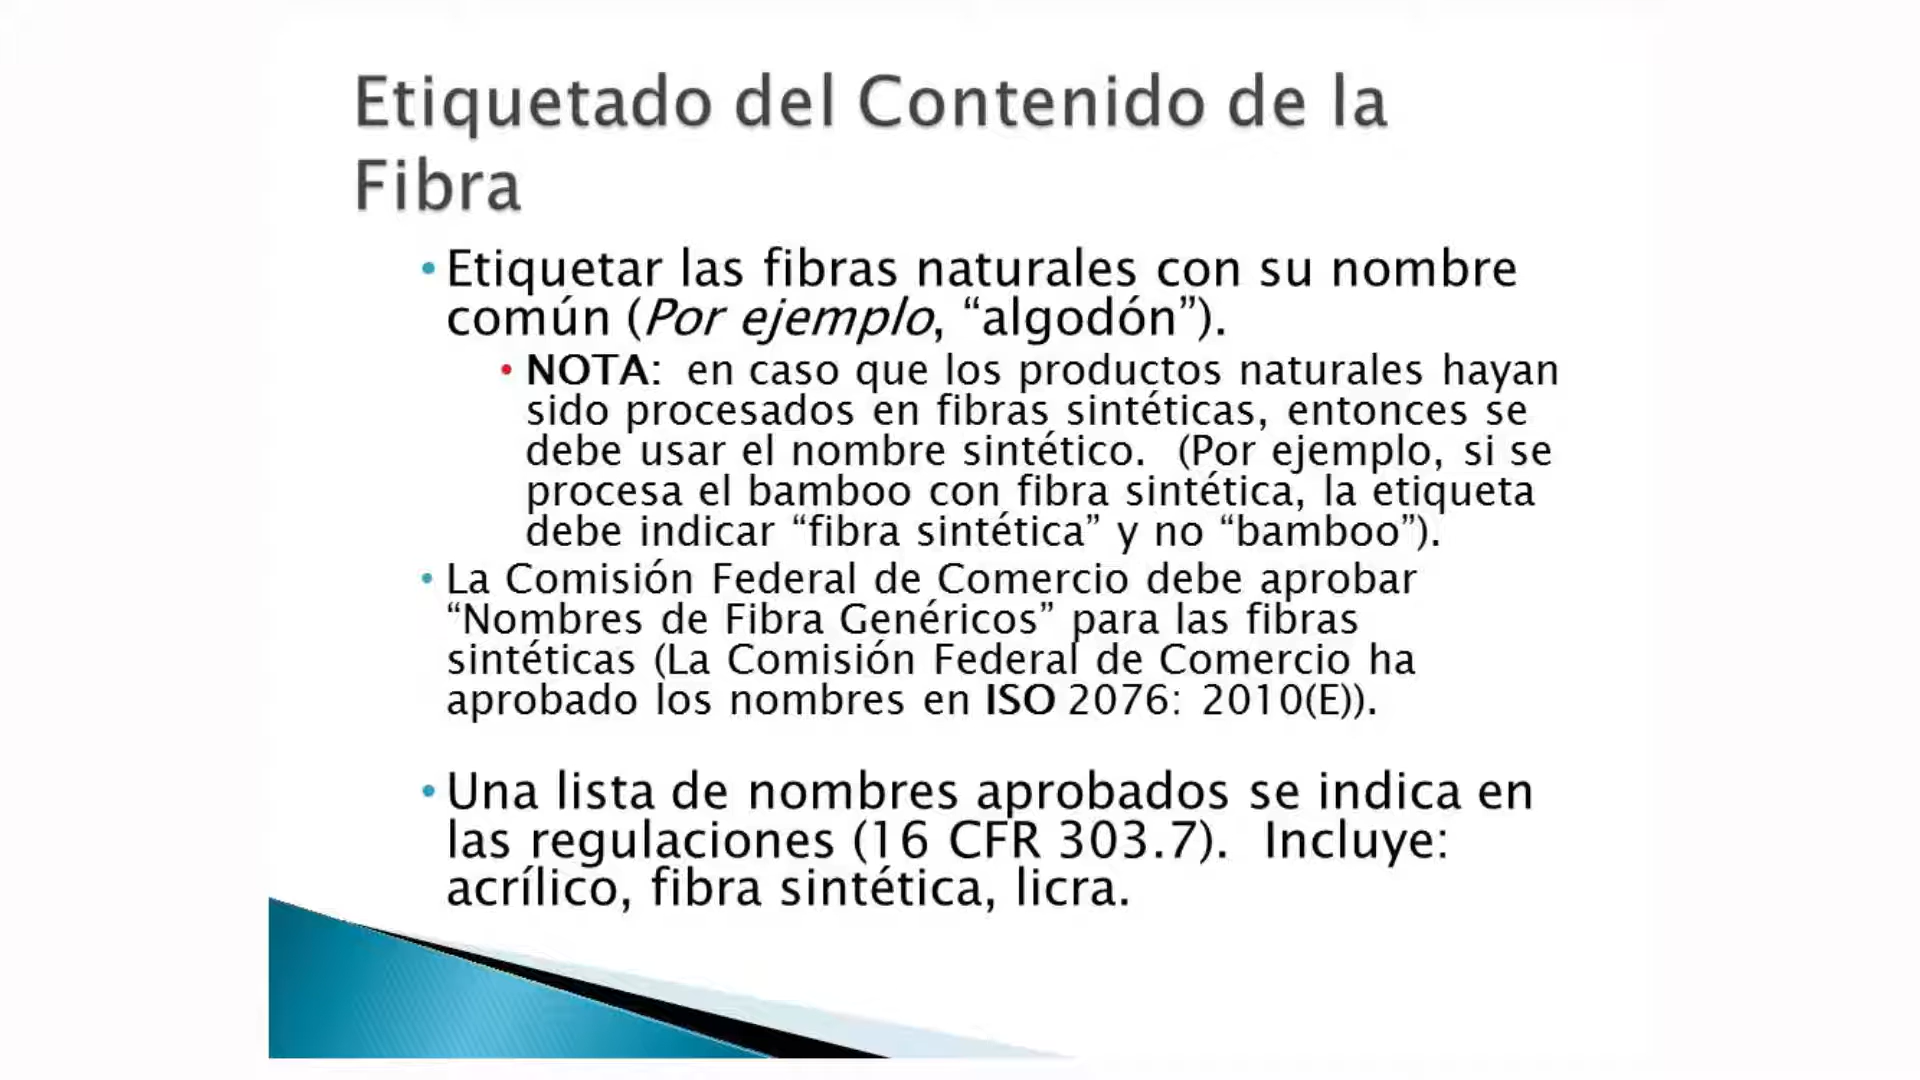 Etiquetado del Contenido de la
Fibra
• Etiquetar las fibras naturales con su nombre
común (Por ejemplo, “algodón”).
• NOTA: en caso que los productos naturales hayan
sido procesados en fibras sintéticas, entonces se
debe usar el nombre sintético. (Por ejemplo, si se
procesa el bamboo con fibra sintética, la etiqueta
debe indicar “fibra sintética” y no “bamboo”).
• La Comisión Federal de Comercio debe aprobar
“Nombres de Fibra Genéricos” para las fibras
sintéticas (La Comisión Federal de Comercio ha
aprobado los nombres en ISO 2076: 2010(E)).
• Una lista de nombres aprobados se indica en
las regulaciones (16 CFR 303.7). Incluye:
acrílico, fibra sintética, licra.